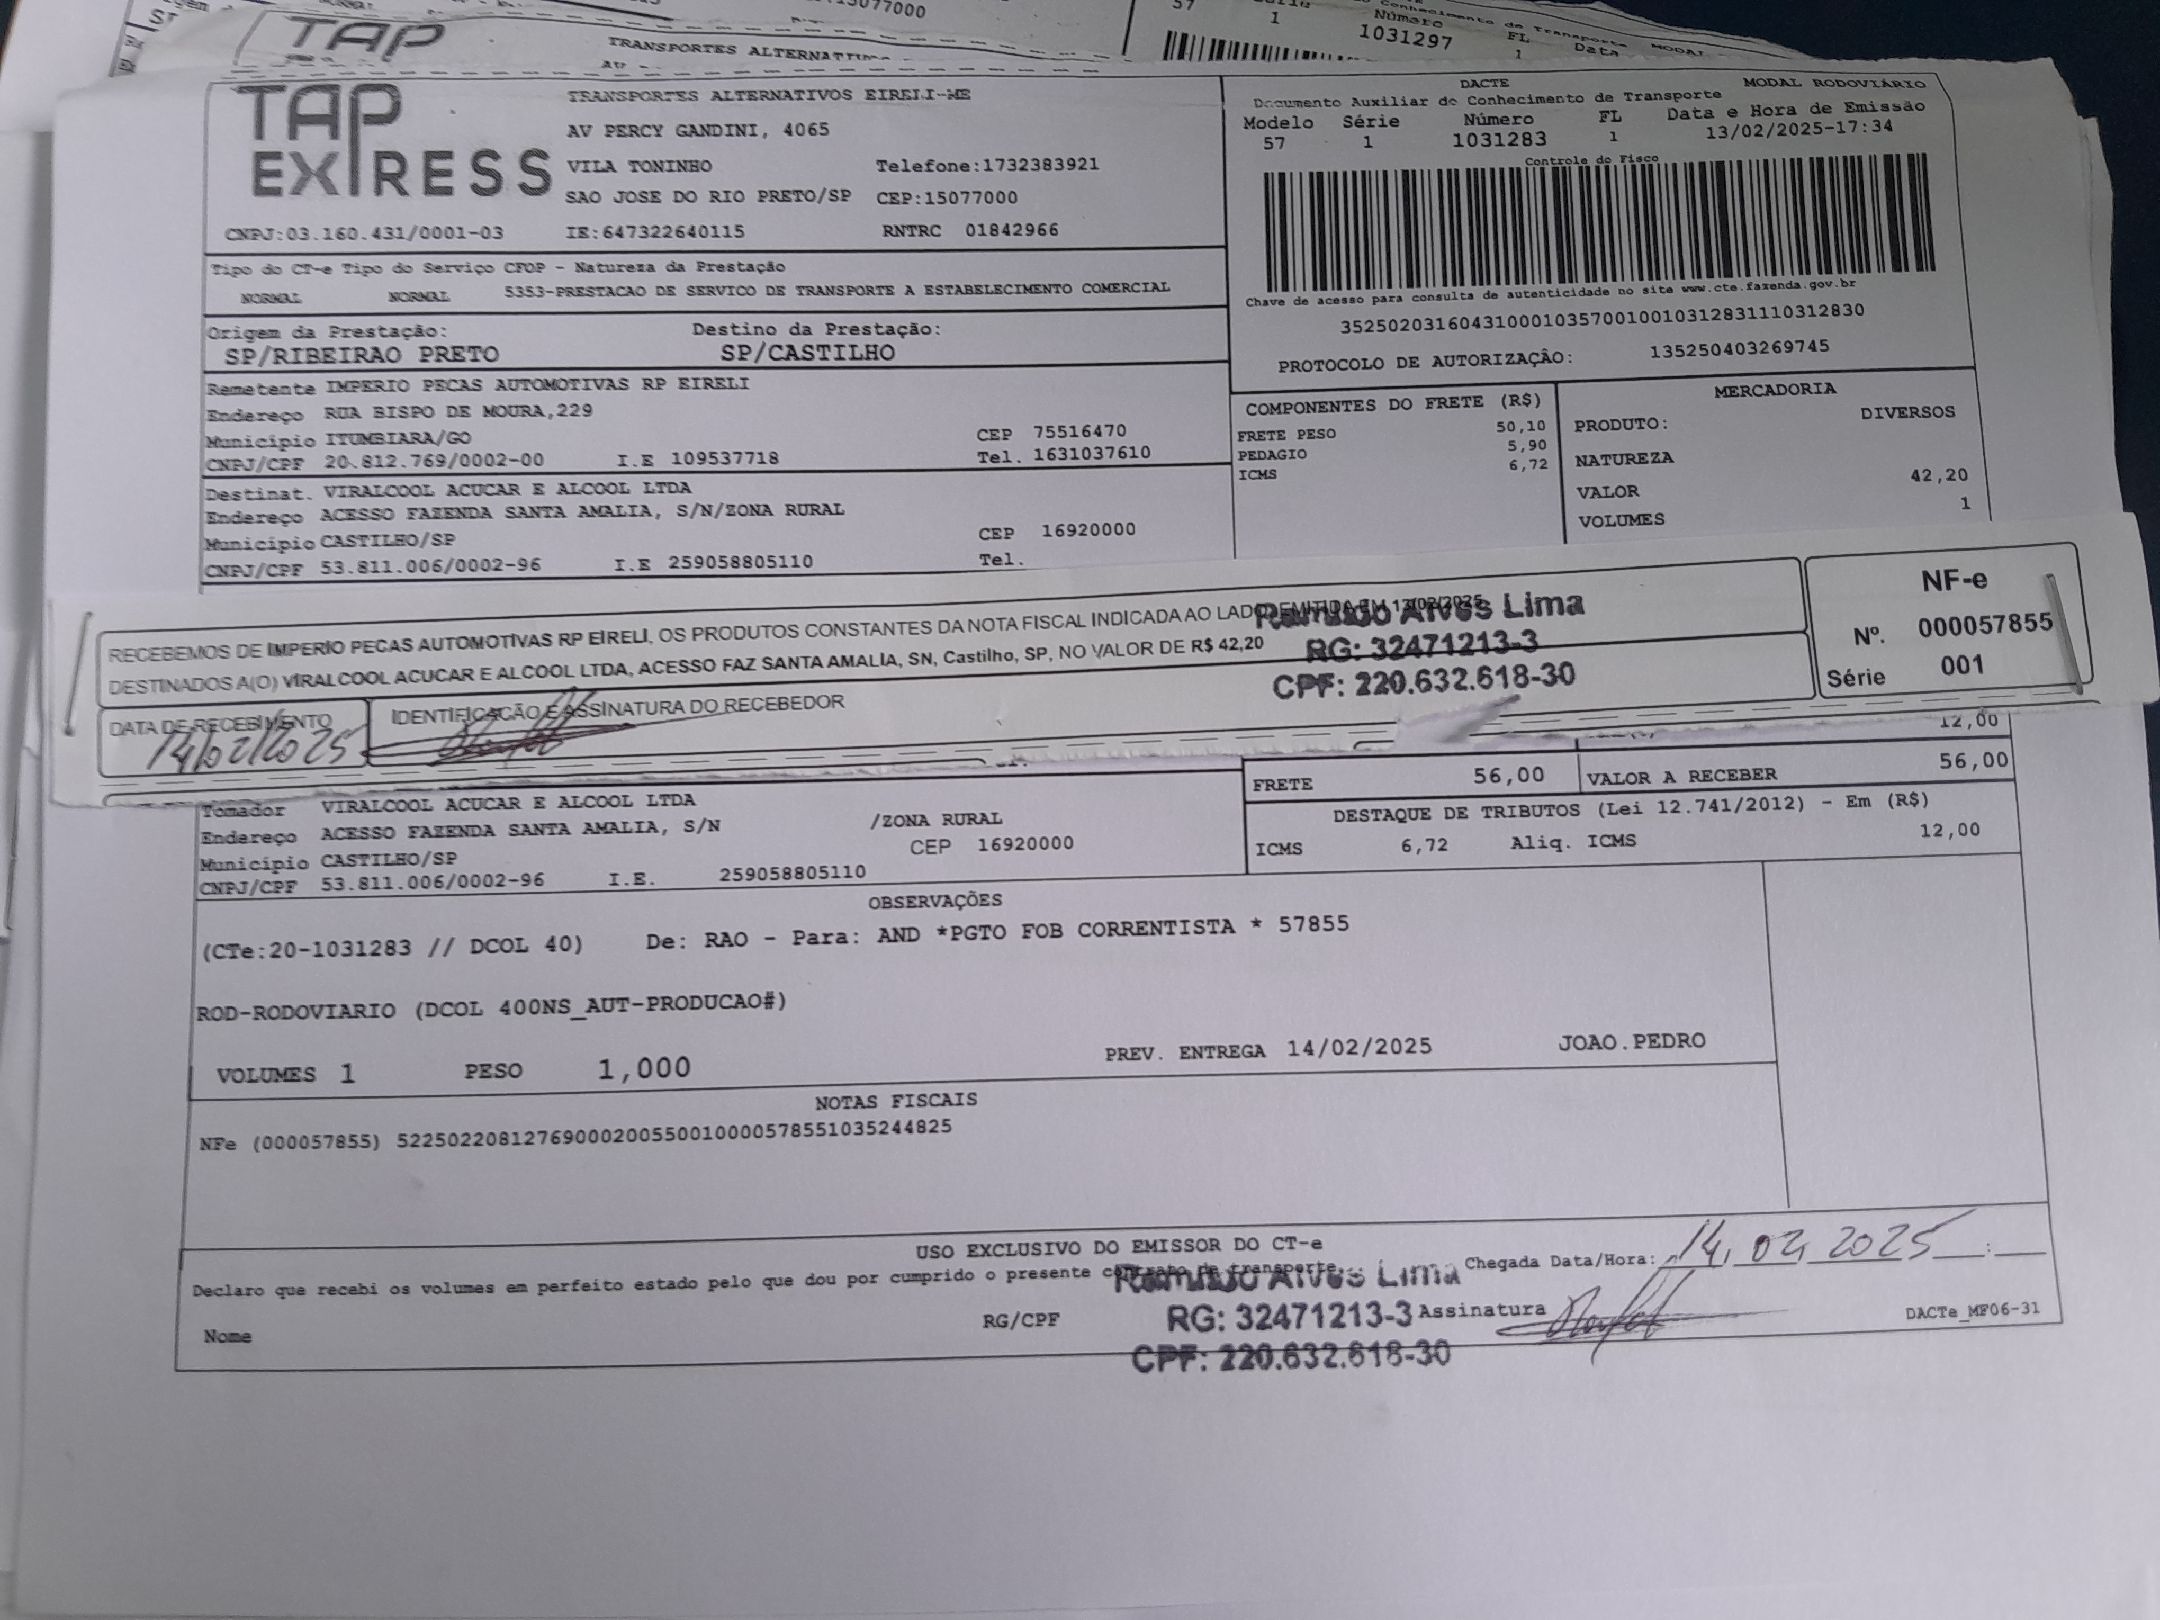 15077000
57
1
Número
1031297
FL
1
Data
TAP
TRANSPORTES ALTERNATIVOS
TAP
EXPRESS
TRANSPORTES ALTERNATIVOS EIRELI-ME
AV PERCY GANDINI, 4065
VILA TONINHO Telefone:1732383921
SAO JOSE DO RIO PRETO/SP CEP:15077000
CNPJ:03.160.431/0001-03 IE:647322640115 RNTRC 01842966
DACTE MODAL RODOVIÁRIO
Documento Auxiliar do Conhecimento de Transporte
Modelo Série Número FL Data e Hora de Emissão
57 1 1031283 1 13/02/2025-17:34
Controle do Fisco
Chave de acesso para consulta de autenticidade no site www.cte.fazenda.gov.br
35250203160431000103570010010312831110312830
PROTOCOLO DE AUTORIZAÇÃO: 135250403269745
Tipo do CT-e Tipo do Serviço CFOP - Natureza da Prestação
NORMAL NORMAL 5353-PRESTACAO DE SERVICO DE TRANSPORTE A ESTABELECIMENTO COMERCIAL
Origem da Prestação: Destino da Prestação:
SP/RIBEIRAO PRETO SP/CASTILHO
Remetente IMPERIO PECAS AUTOMOTIVAS RP EIRELI
Endereço RUA BISPO DE MOURA,229
Município ITUMBIARA/GO CEP 75516470
CNPJ/CPF 20.812.769/0002-00 I.E 109537718 Tel. 1631037610
Destinat. VIRALCOOL ACUCAR E ALCOOL LTDA
Endereço ACESSO FAZENDA SANTA AMALIA, S/N/ZONA RURAL
Município CASTILHO/SP CEP 16920000
CNPJ/CPF 53.811.006/0002-96 I.E 259058805110 Tel.
COMPONENTES DO FRETE (R$)
FRETE PESO 50,10
PEDAGIO 5,90
ICMS 6,72
MERCADORIA
PRODUTO: DIVERSOS
NATUREZA
VALOR 42,20
VOLUMES 1
RECEBEMOS DE IMPERIO PECAS AUTOMOTIVAS RP EIRELI, OS PRODUTOS CONSTANTES DA NOTA FISCAL INDICADA AO LADO, EMITIDA EM 13/02/2025
DESTINADOS A(O) VIRALCOOL ACUCAR E ALCOOL LTDA, ACESSO FAZ SANTA AMALIA, SN, Castilho, SP, NO VALOR DE R$ 42,20
Alves Lima
RG: 32471213-3
CPF: 220.632.618-30
NF-e
Nº. 000057855
Série 001
DATA DE RECEBIMENTO IDENTIFICAÇÃO E ASSINATURA DO RECEBEDOR
14/02/2025
12,00
FRETE 56,00 VALOR A RECEBER 56,00
DESTAQUE DE TRIBUTOS (Lei 12.741/2012) - Em (R$)
ICMS 6,72 Aliq. ICMS 12,00
Tomador VIRALCOOL ACUCAR E ALCOOL LTDA
Endereço ACESSO FAZENDA SANTA AMALIA, S/N /ZONA RURAL
Município CASTILHO/SP CEP 16920000
CNPJ/CPF 53.811.006/0002-96 I.E. 259058805110
OBSERVAÇÕES
(CTe:20-1031283 // DCOL 40) De: RAO - Para: AND *PGTO FOB CORRENTISTA * 57855
ROD-RODOVIARIO (DCOL 400NS_AUT-PRODUCAO#)
VOLUMES 1 PESO 1,000 PREV. ENTREGA 14/02/2025 JOAO.PEDRO
NOTAS FISCAIS
NFe (000057855) 52250220812769000200550010000578551035244825
USO EXCLUSIVO DO EMISSOR DO CT-e
Declaro que recebi os volumes em perfeito estado pelo que dou por cumprido o presente contrato de transporte.
Chegada Data/Hora: 14, 02, 2025 __:__
Alves Lima
Nome RG/CPF RG: 32471213-3 Assinatura
CPF: 220.632.618-30
DACTe_MF06-31